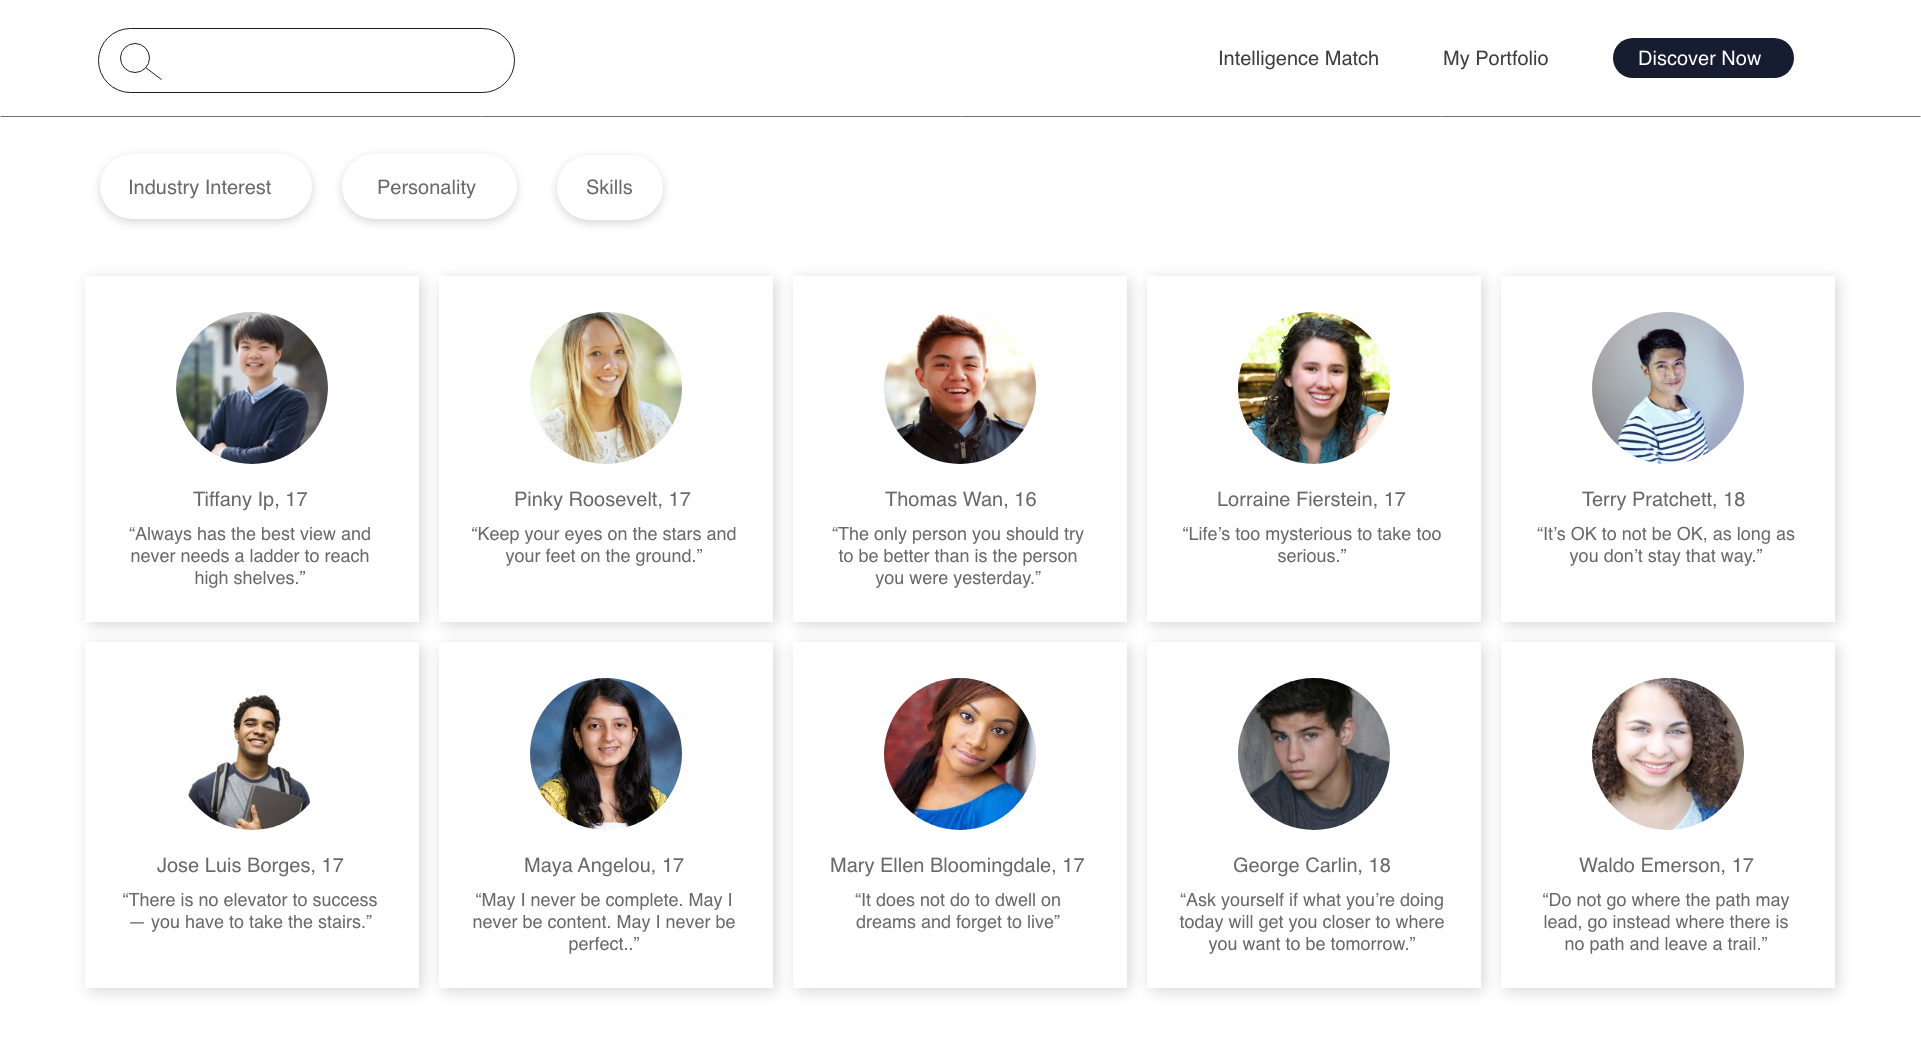 Intelligence Match
My Portfolio
Discover Now
Industry Interest
Personality
Skills
Tiffany Ip, 17
“Always has the best view and
never needs a ladder to reach
high shelves.”
Pinky Roosevelt, 17
“Keep your eyes on the stars and
your feet on the ground.”
Thomas Wan, 16
“The only person you should try
to be better than is the person
you were yesterday.”
Lorraine Fierstein, 17
“Life’s too mysterious to take too
serious.”
Terry Pratchett, 18
“It’s OK to not be OK, as long as
you don’t stay that way.”
Jose Luis Borges, 17
“There is no elevator to success
— you have to take the stairs.”
Maya Angelou, 17
“May I never be complete. May I
never be content. May I never be
perfect..”
Mary Ellen Bloomingdale, 17
“It does not do to dwell on
dreams and forget to live”
George Carlin, 18
“Ask yourself if what you’re doing
today will get you closer to where
you want to be tomorrow.”
Waldo Emerson, 17
“Do not go where the path may
lead, go instead where there is
no path and leave a trail.”